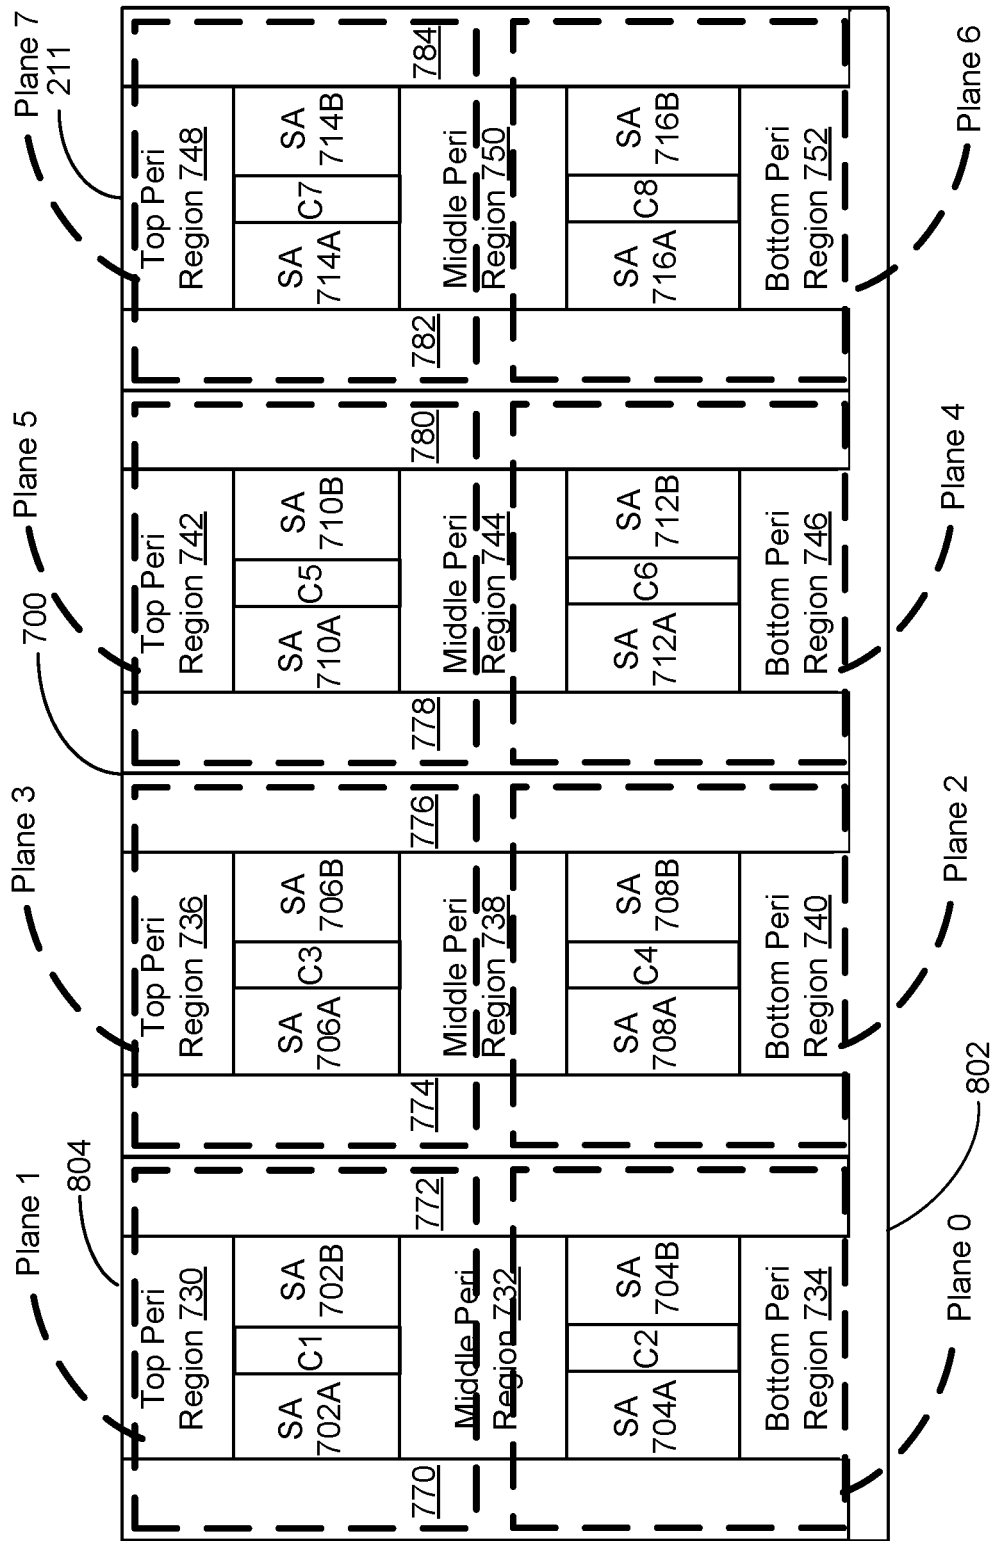 Plane 1
Plane 3
Plane 5
Plane 7
804
700
211
Top Peri
Region 730
Top Peri
Region 736
Top Peri
Region 742
Top Peri
Region 748
SA
702A
C1
SA
702B
SA
706A
C3
SA
706B
SA
710A
C5
SA
710B
SA
714A
C7
SA
714B
770
772
774
776
778
780
782
784
Middle Peri
Region 732
Middle Peri
Region 738
Middle Peri
Region 744
Middle Peri
Region 750
SA
704A
C2
SA
704B
SA
708A
C4
SA
708B
SA
712A
C6
SA
712B
SA
716A
C8
SA
716B
Bottom Peri
Region 734
Bottom Peri
Region 740
Bottom Peri
Region 746
Bottom Peri
Region 752
Plane 0
802
Plane 2
Plane 4
Plane 6